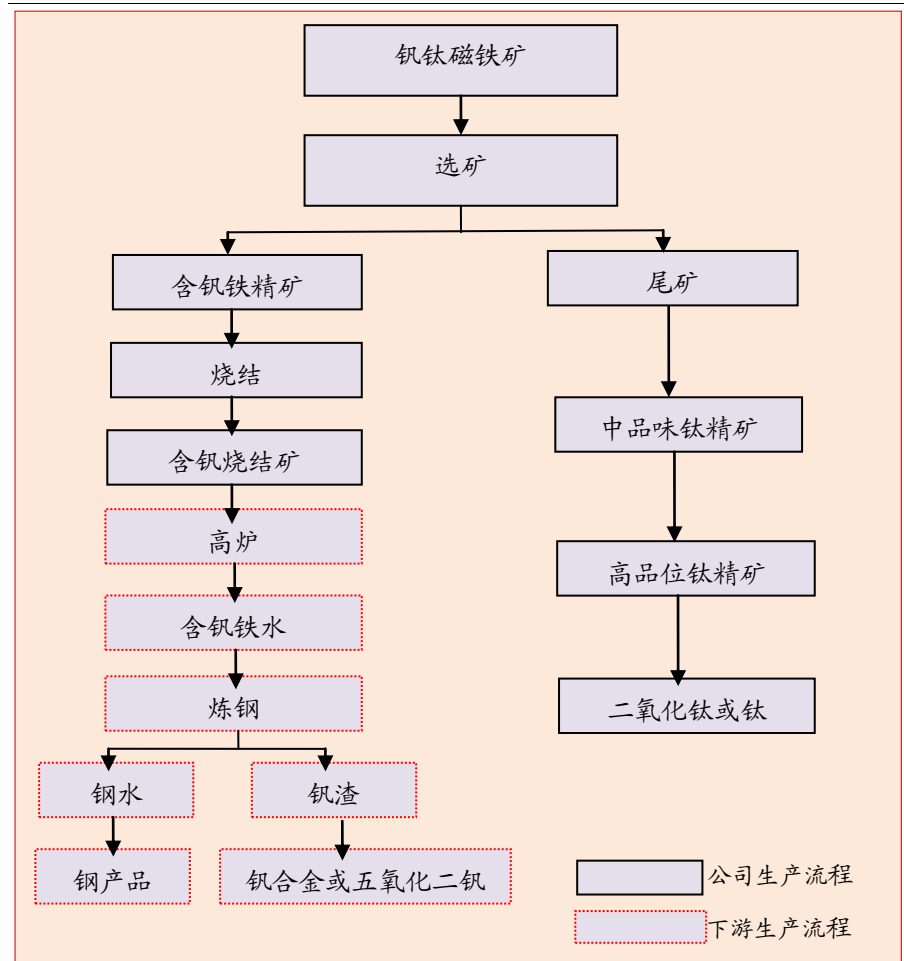 钒钛磁铁矿
选矿
含钒铁精矿
尾矿
烧结
中品味钛精矿
含钒烧结矿
高炉
高品位钛精矿
含钒铁水
炼钢
二氧化钛或钛
钢水
钒渣
钢产品
钒合金或五氧化二钒
公司生产流程
下游生产流程